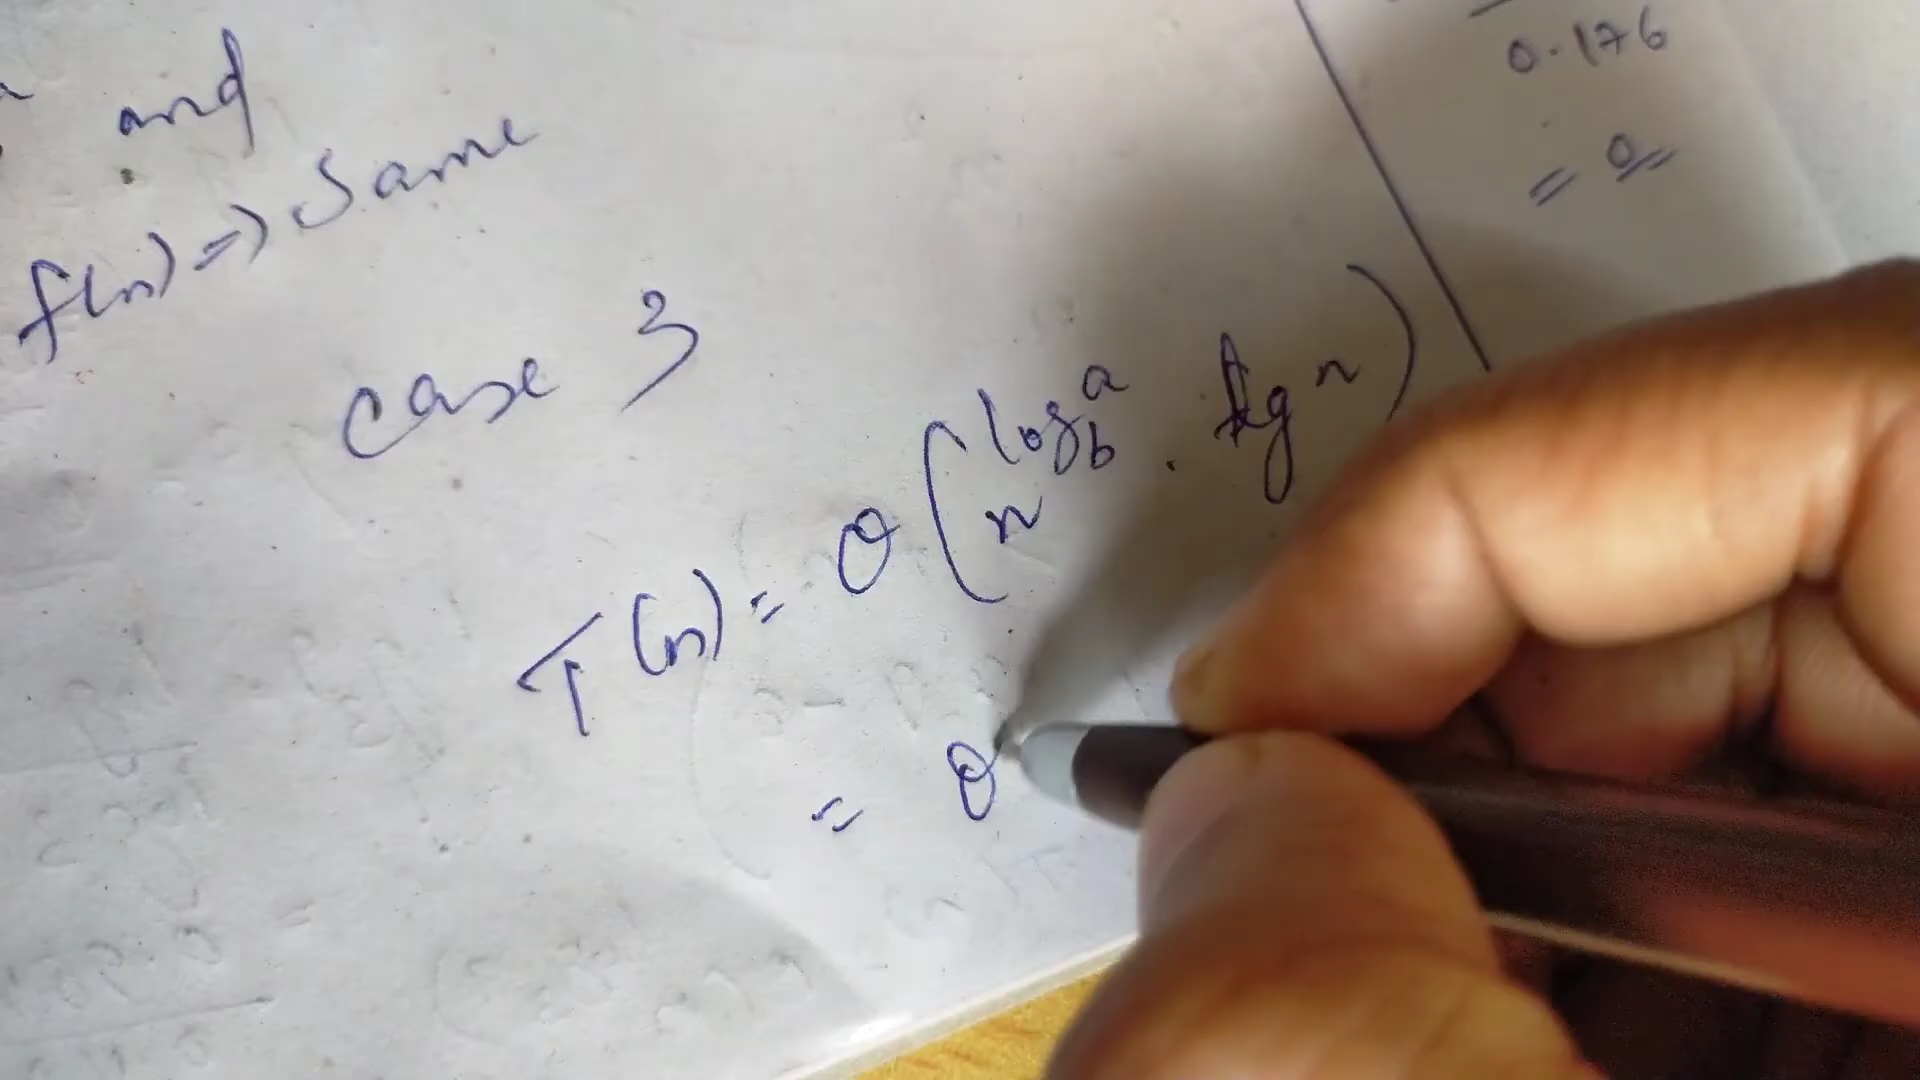 a and
f(n) => Same
case 3
T(n) = θ(n^log_b^a . lg n)
= θ
0.176
= 0